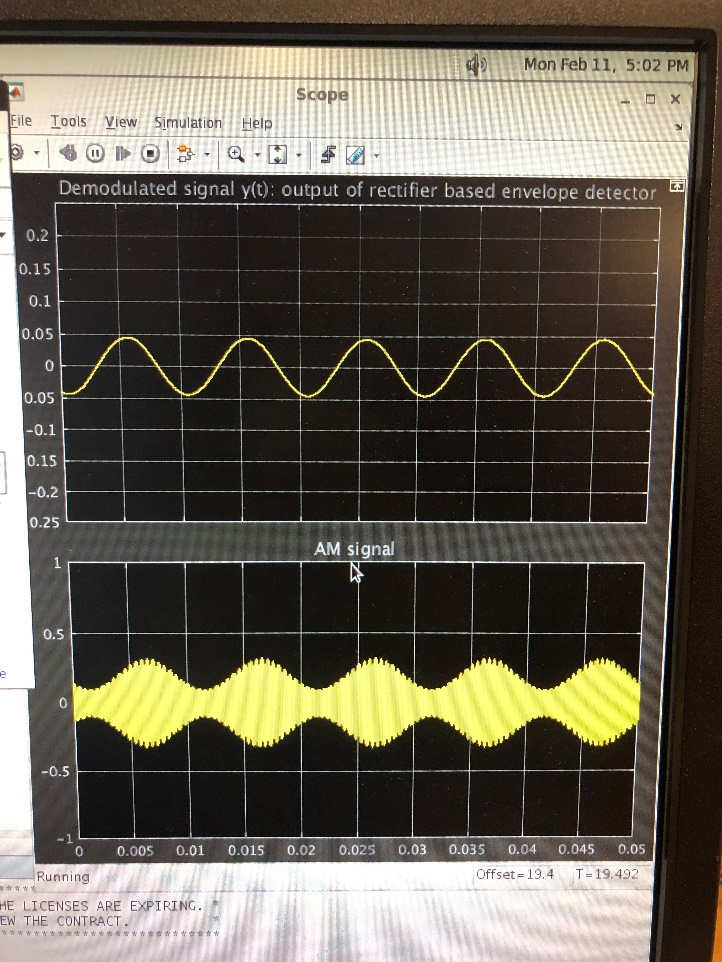 Mon Feb 11, 5:02 PM
Scope
File Tools View Simulation Help
Demodulated signal y(t): output of rectifier based envelope detector
0.2
0.15
0.1
0.05
0
0.05
-0.1
0.15
-0.2
0.25
AM signal
1
0.5
0
-0.5
-1
0 0.005 0.01 0.015 0.02 0.025 0.03 0.035 0.04 0.045 0.05
e
Running Offset=19.4 T=19.492
HE LICENSES ARE EXPIRING. *
EW THE CONTRACT. *